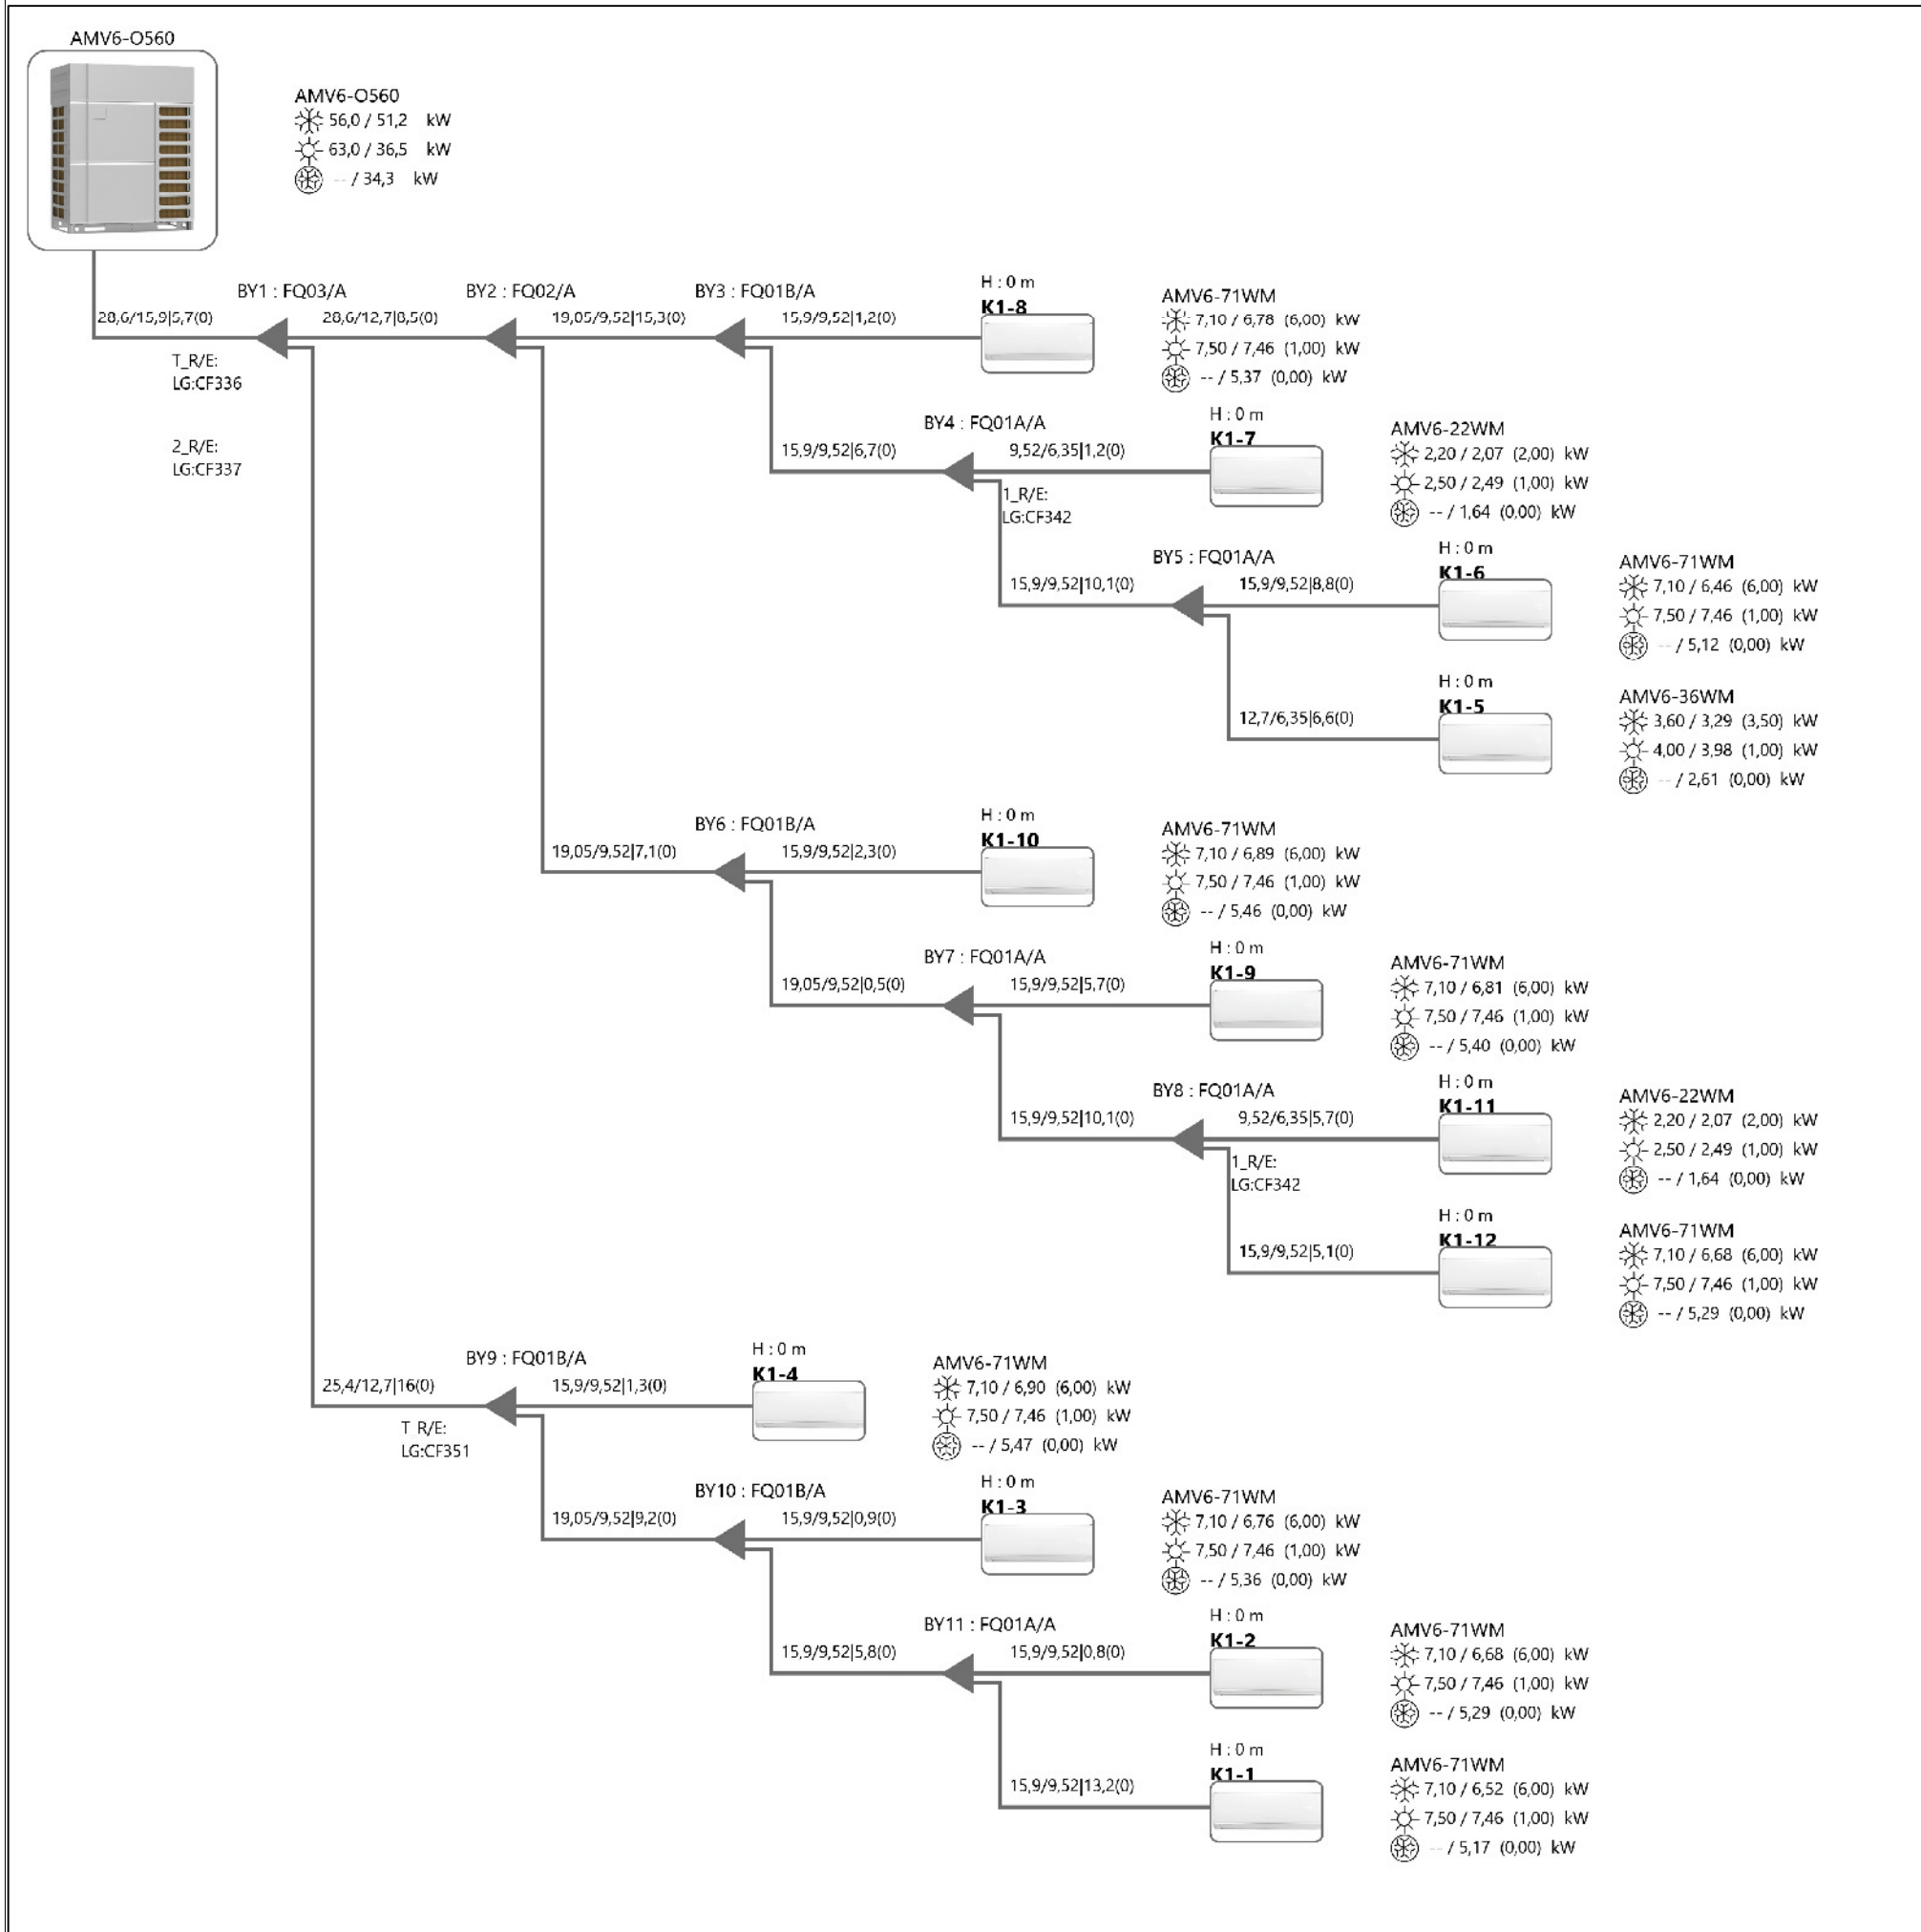 AMV6-O560
AMV6-O560
56,0 / 51,2 kW
63,0 / 36,5 kW
-- / 34,3 kW
BY1 : FQ03/A
28,6/15,9|5,7(0)
T_R/E:
LG:CF336
2_R/E:
LG:CF337
BY2 : FQ02/A
28,6/12,7|8,5(0)
BY3 : FQ01B/A
19,05/9,52|15,3(0)
15,9/9,52|1,2(0)
H : 0 m
K1-8
AMV6-71WM
7,10 / 6,78 (6,00) kW
7,50 / 7,46 (1,00) kW
-- / 5,37 (0,00) kW
BY4 : FQ01A/A
15,9/9,52|6,7(0)
9,52/6,35|1,2(0)
1_R/E:
LG:CF342
H : 0 m
K1-7
AMV6-22WM
2,20 / 2,07 (2,00) kW
2,50 / 2,49 (1,00) kW
-- / 1,64 (0,00) kW
BY5 : FQ01A/A
15,9/9,52|10,1(0)
15,9/9,52|8,8(0)
H : 0 m
K1-6
AMV6-71WM
7,10 / 6,46 (6,00) kW
7,50 / 7,46 (1,00) kW
-- / 5,12 (0,00) kW
12,7/6,35|6,6(0)
H : 0 m
K1-5
AMV6-36WM
3,60 / 3,29 (3,50) kW
4,00 / 3,98 (1,00) kW
-- / 2,61 (0,00) kW
BY6 : FQ01B/A
19,05/9,52|7,1(0)
15,9/9,52|2,3(0)
H : 0 m
K1-10
AMV6-71WM
7,10 / 6,89 (6,00) kW
7,50 / 7,46 (1,00) kW
-- / 5,46 (0,00) kW
BY7 : FQ01A/A
19,05/9,52|0,5(0)
15,9/9,52|5,7(0)
H : 0 m
K1-9
AMV6-71WM
7,10 / 6,81 (6,00) kW
7,50 / 7,46 (1,00) kW
-- / 5,40 (0,00) kW
BY8 : FQ01A/A
15,9/9,52|10,1(0)
9,52/6,35|5,7(0)
1_R/E:
LG:CF342
H : 0 m
K1-11
AMV6-22WM
2,20 / 2,07 (2,00) kW
2,50 / 2,49 (1,00) kW
-- / 1,64 (0,00) kW
15,9/9,52|5,1(0)
H : 0 m
K1-12
AMV6-71WM
7,10 / 6,68 (6,00) kW
7,50 / 7,46 (1,00) kW
-- / 5,29 (0,00) kW
BY9 : FQ01B/A
25,4/12,7|16(0)
15,9/9,52|1,3(0)
T_R/E:
LG:CF351
H : 0 m
K1-4
AMV6-71WM
7,10 / 6,90 (6,00) kW
7,50 / 7,46 (1,00) kW
-- / 5,47 (0,00) kW
BY10 : FQ01B/A
19,05/9,52|9,2(0)
15,9/9,52|0,9(0)
H : 0 m
K1-3
AMV6-71WM
7,10 / 6,76 (6,00) kW
7,50 / 7,46 (1,00) kW
-- / 5,36 (0,00) kW
BY11 : FQ01A/A
15,9/9,52|5,8(0)
15,9/9,52|0,8(0)
H : 0 m
K1-2
AMV6-71WM
7,10 / 6,68 (6,00) kW
7,50 / 7,46 (1,00) kW
-- / 5,29 (0,00) kW
15,9/9,52|13,2(0)
H : 0 m
K1-1
AMV6-71WM
7,10 / 6,52 (6,00) kW
7,50 / 7,46 (1,00) kW
-- / 5,17 (0,00) kW